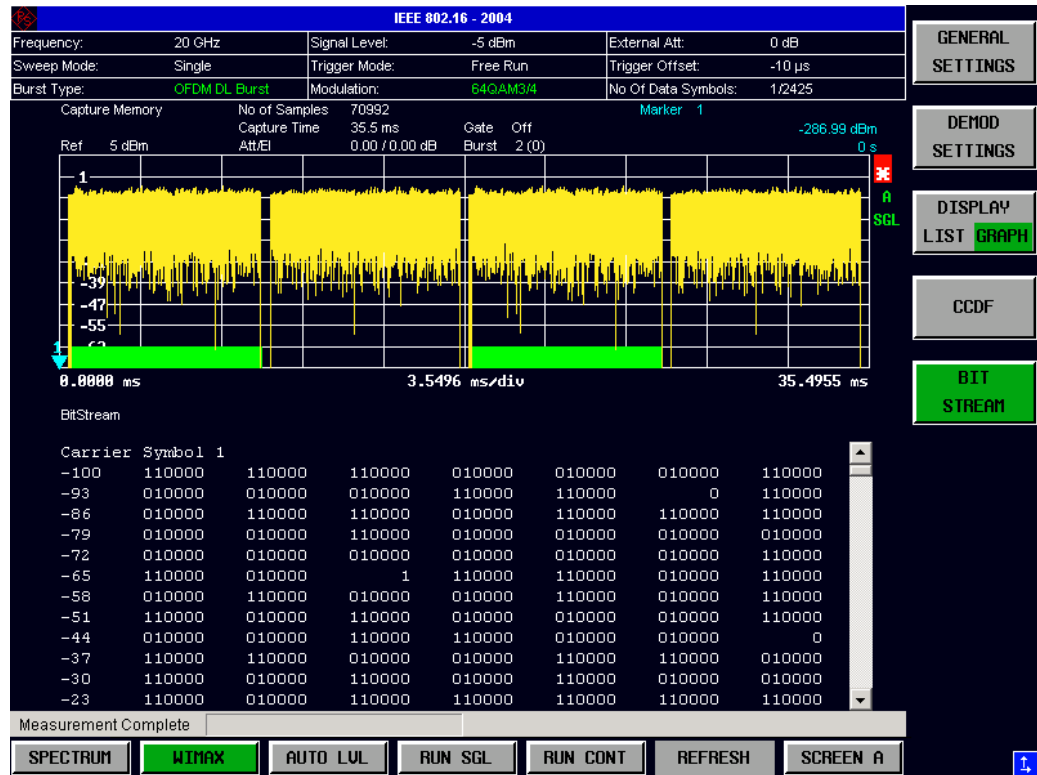 IEEE 802.16 - 2004
Frequency: 20 GHz Signal Level: -5 dBm External Att: 0 dB
Sweep Mode: Single Trigger Mode: Free Run Trigger Offset: -10 µs
Burst Type: OFDM DL Burst Modulation: 64QAM3/4 No Of Data Symbols: 1/2425
Capture Memory No of Samples 70992 Marker 1
Capture Time 35.5 ms Gate Off -286.99 dBm
Ref 5 dBm Att/El 0.00 / 0.00 dB Burst 2 (0) 0 s
1
A
SGL
-39
-47
-55
1
0.0000 ms 3.5496 ms/div 35.4955 ms
BitStream
Carrier Symbol 1
-100 110000 110000 110000 010000 010000 010000 110000
-93 010000 010000 010000 110000 110000 0 110000
-86 010000 110000 110000 010000 110000 110000 110000
-79 010000 010000 110000 010000 010000 010000 010000
-72 010000 010000 010000 010000 110000 010000 110000
-65 110000 010000 1 110000 110000 010000 110000
-58 010000 110000 010000 010000 110000 010000 110000
-51 110000 010000 110000 010000 010000 010000 110000
-44 010000 010000 110000 110000 010000 010000 0
-37 110000 110000 010000 010000 110000 110000 010000
-30 010000 010000 110000 010000 110000 010000 010000
-23 110000 010000 110000 110000 110000 110000 110000
Measurement Complete
SPECTRUM WIMAX AUTO LVL RUN SGL RUN CONT REFRESH SCREEN A
GENERAL
SETTINGS
DEMOD
SETTINGS
DISPLAY
LIST GRAPH
CCDF
BIT
STREAM